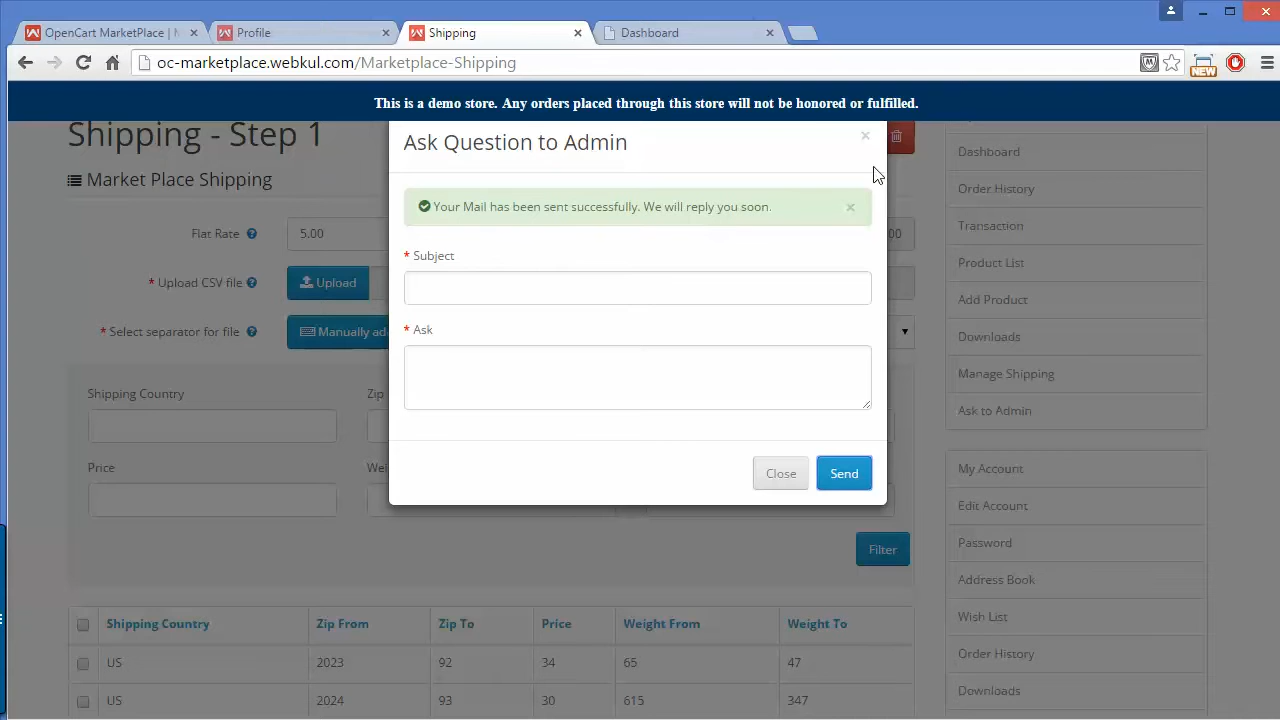 OpenCart MarketPlace | M
Profile
Shipping
Dashboard
oc-marketplace.webkul.com/Marketplace-Shipping
NEW
This is a demo store. Any orders placed through this store will not be honored or fulfilled.
Shipping - Step 1
Market Place Shipping
Flat Rate
5.00
00
* Upload CSV file
Upload
* Select separator for file
Manually ad
Shipping Country
Zip
Price
Wei
Filter
Ask Question to Admin
×
Your Mail has been sent successfully. We will reply you soon.
×
* Subject
* Ask
Close
Send
Shipping Country Zip From Zip To Price Weight From Weight To
US 2023 92 34 65 47
US 2024 93 30 615 347
Dashboard
Order History
Transaction
Product List
Add Product
Downloads
Manage Shipping
Ask to Admin
My Account
Edit Account
Password
Address Book
Wish List
Order History
Downloads